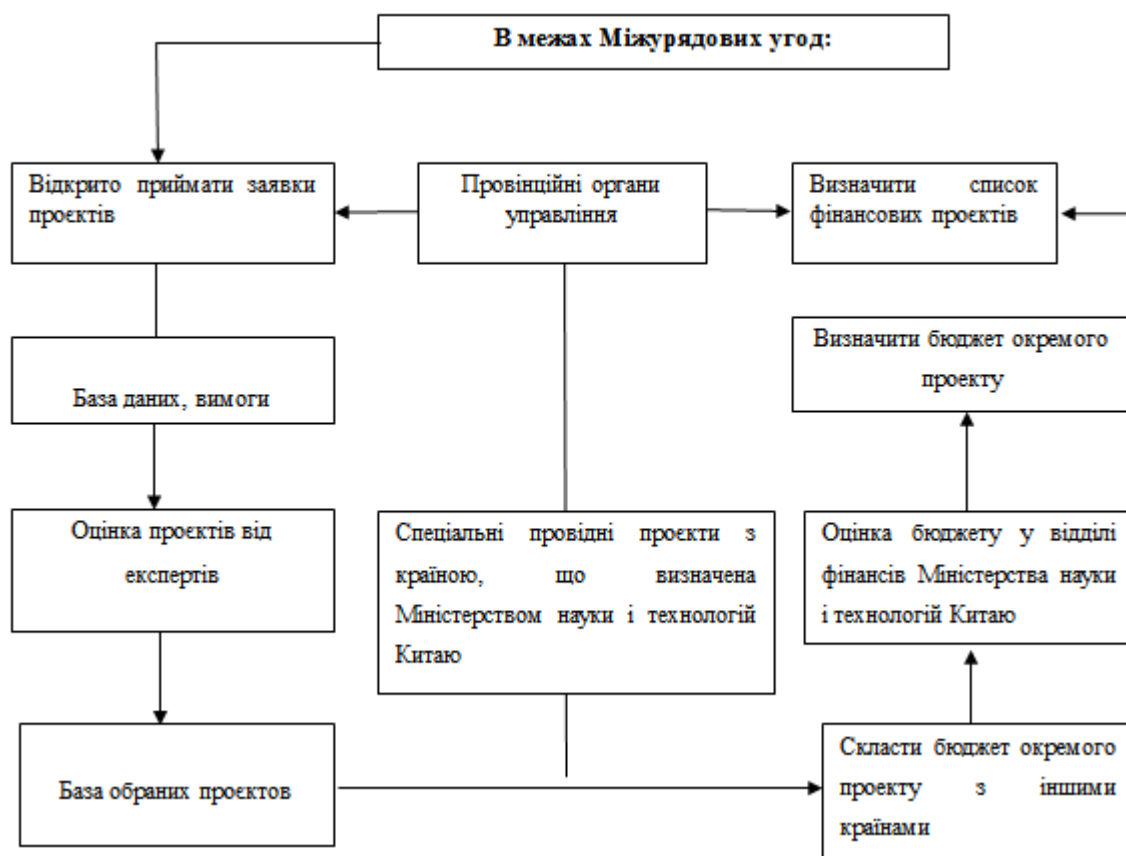 В межах Міжурядових угод:
Відкрито приймати заявки
проєктів
Провінційні органи
управління
Визначити список
фінансових проєктів
База даних, вимоги
Визначити бюджет окремого
проекту
Оцінка проєктів від
експертів
Спеціальні провідні проєкти з
країною, що визначена
Міністерством науки і технологій
Китаю
Оцінка бюджету у відділі
фінансів Міністерства науки
і технологій Китаю
База обраних проєктов
Скласти бюджет окремого
проекту з іншими
країнами